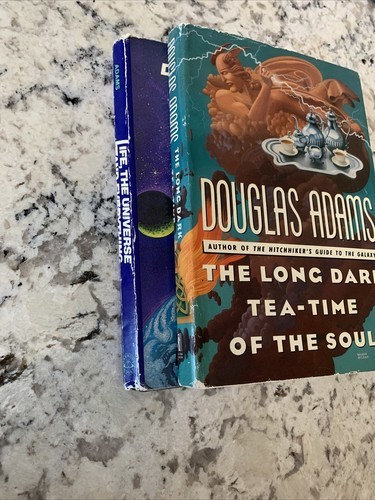 ADAMS
LIFE, THE UNIVERSE
DOUGLAS ADAMS THE LONG DARK
DOUGLAS ADAMS
AUTHOR OF THE HITCHHIKER'S GUIDE TO THE GALAXY
THE LONG DARK
TEA-TIME
OF THE SOUL